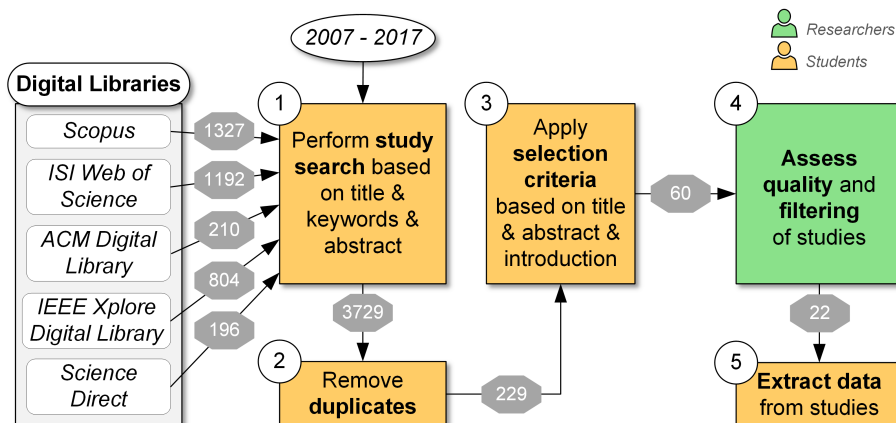 2007 - 2017
Researchers
Students
Digital Libraries
Scopus
ISI Web of
Science
ACM Digital
Library
IEEE Xplore
Digital Library
Science
Direct
1327
1192
210
804
196
1
Perform study
search based
on title &
keywords &
abstract
3729
2
Remove
duplicates
229
3
Apply
selection
criteria
based on title
& abstract &
introduction
60
4
Assess
quality and
filtering
of studies
22
5
Extract data
from studies